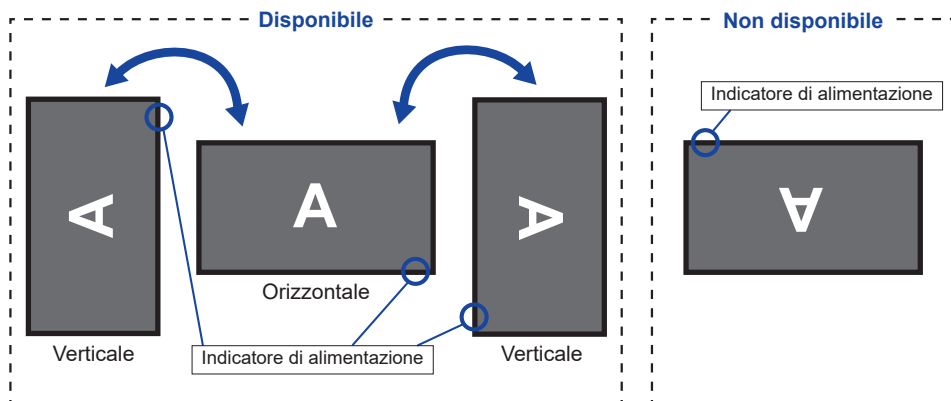 Disponibile
Non disponibile
Indicatore di alimentazione
A
A
A
A
Orizzontale
Verticale
Indicatore di alimentazione
Verticale